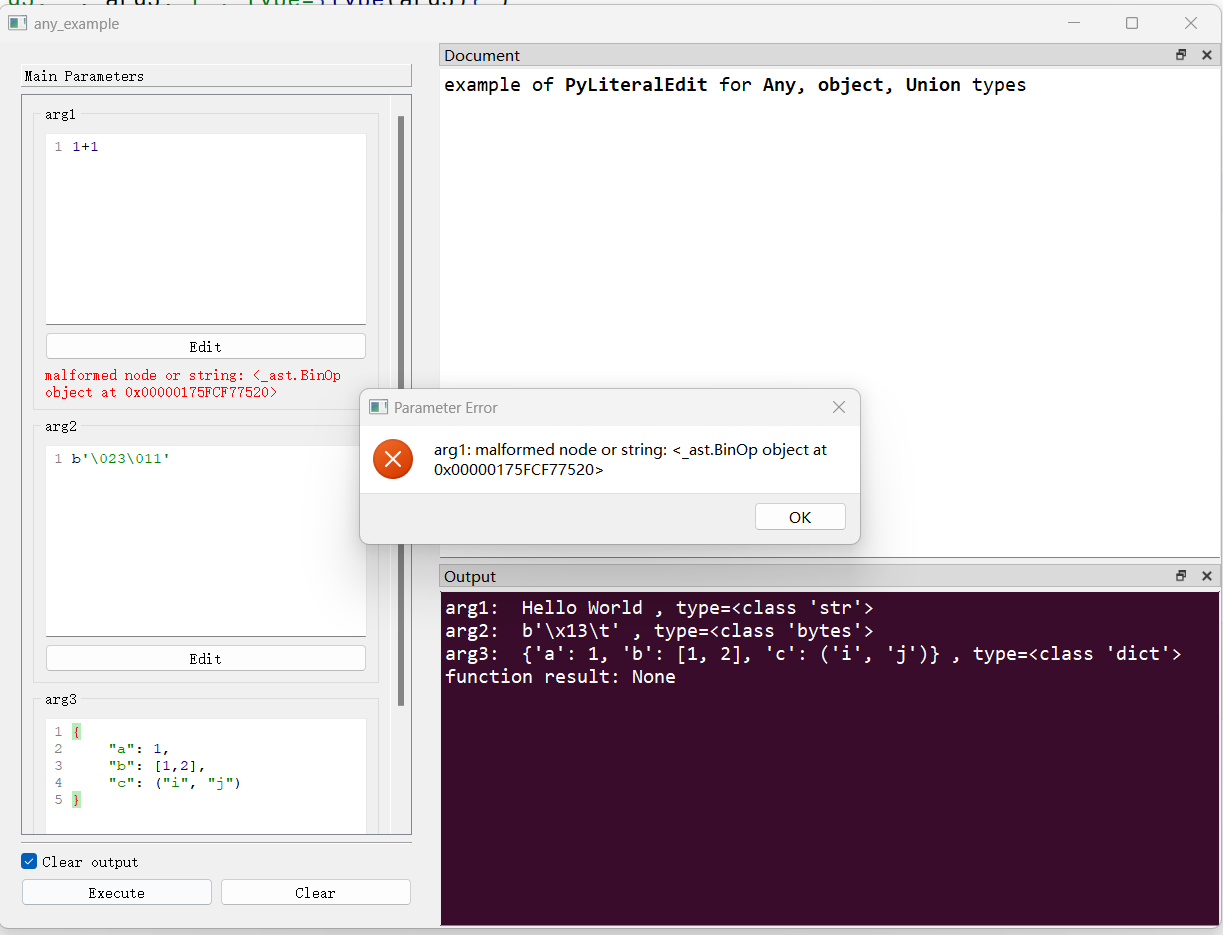 any_example
Main Parameters
arg1
1 1+1
Edit
malformed node or string: <_ast.BinOp
object at 0x00000175FCF77520>
arg2
1 b'\023\011'
Edit
arg3
1 {
2 "a": 1,
3 "b": [1,2],
4 "c": ("i", "j")
5 }
Clear output
Execute
Clear
Document
example of PyLiteralEdit for Any, object, Union types
Parameter Error
arg1: malformed node or string: <_ast.BinOp object at
0x00000175FCF77520>
OK
Output
arg1:  Hello World , type=<class 'str'>
arg2:  b'\x13\t' , type=<class 'bytes'>
arg3:  {'a': 1, 'b': [1, 2], 'c': ('i', 'j')} , type=<class 'dict'>
function result: None